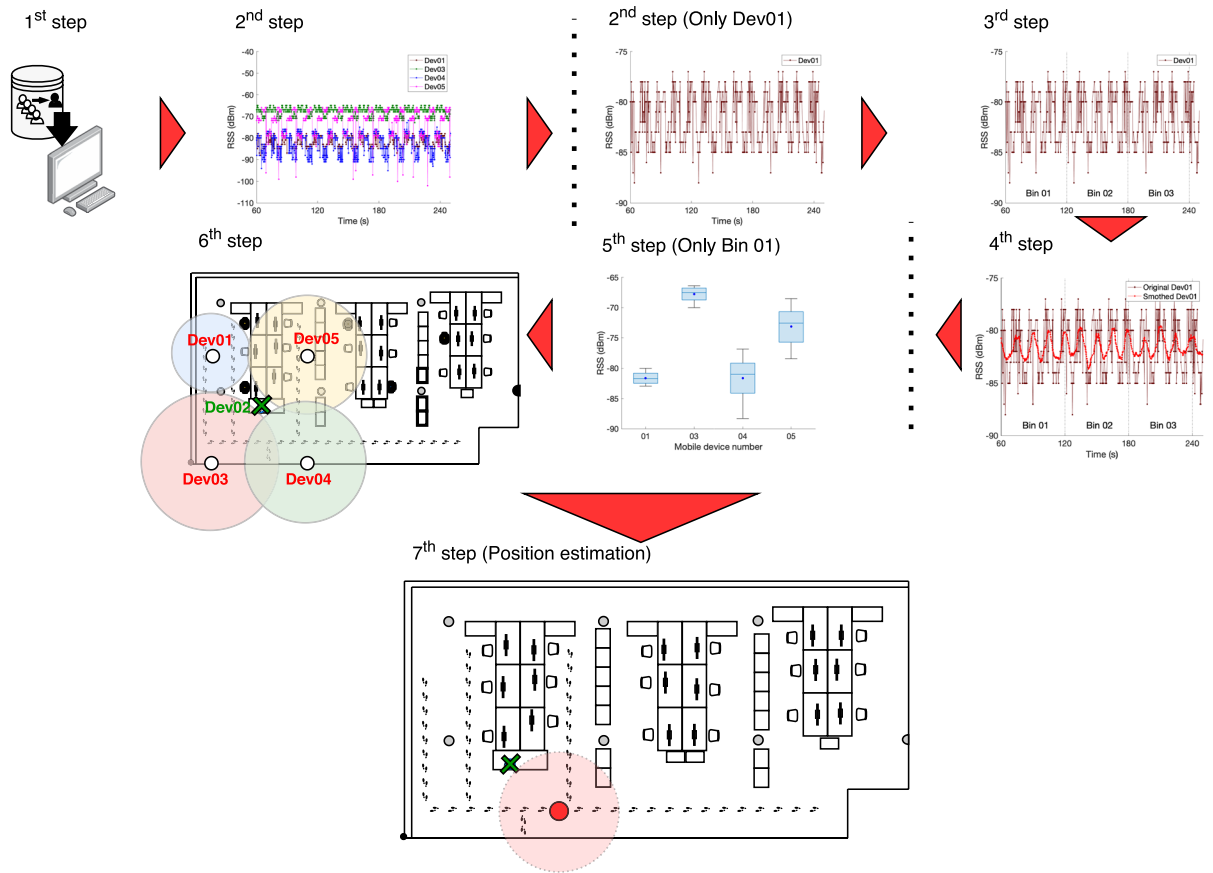 1st step
2nd step
-40
-50
-60
-70
-80
-90
-100
-110
RSS (dBm)
Dev01
Dev03
Dev04
Dev05
60
120
180
240
Time (s)
2nd step (Only Dev01)
-75
-80
-85
-90
RSS (dBm)
Dev01
60
120
180
240
Time (s)
3rd step
-75
-80
-85
-90
RSS (dBm)
Dev01
Bin 01
Bin 02
Bin 03
60
120
180
240
Time (s)
4th step
-75
-80
-85
-90
RSS (dBm)
Original Dev01
Smothed Dev01
Bin 01
Bin 02
Bin 03
60
120
180
240
Time (s)
5th step (Only Bin 01)
-65
-70
-75
-80
-85
-90
RSS (dBm)
01
03
04
05
Mobile device number
6th step
Dev01
Dev05
Dev02
Dev03
Dev04
7th step (Position estimation)